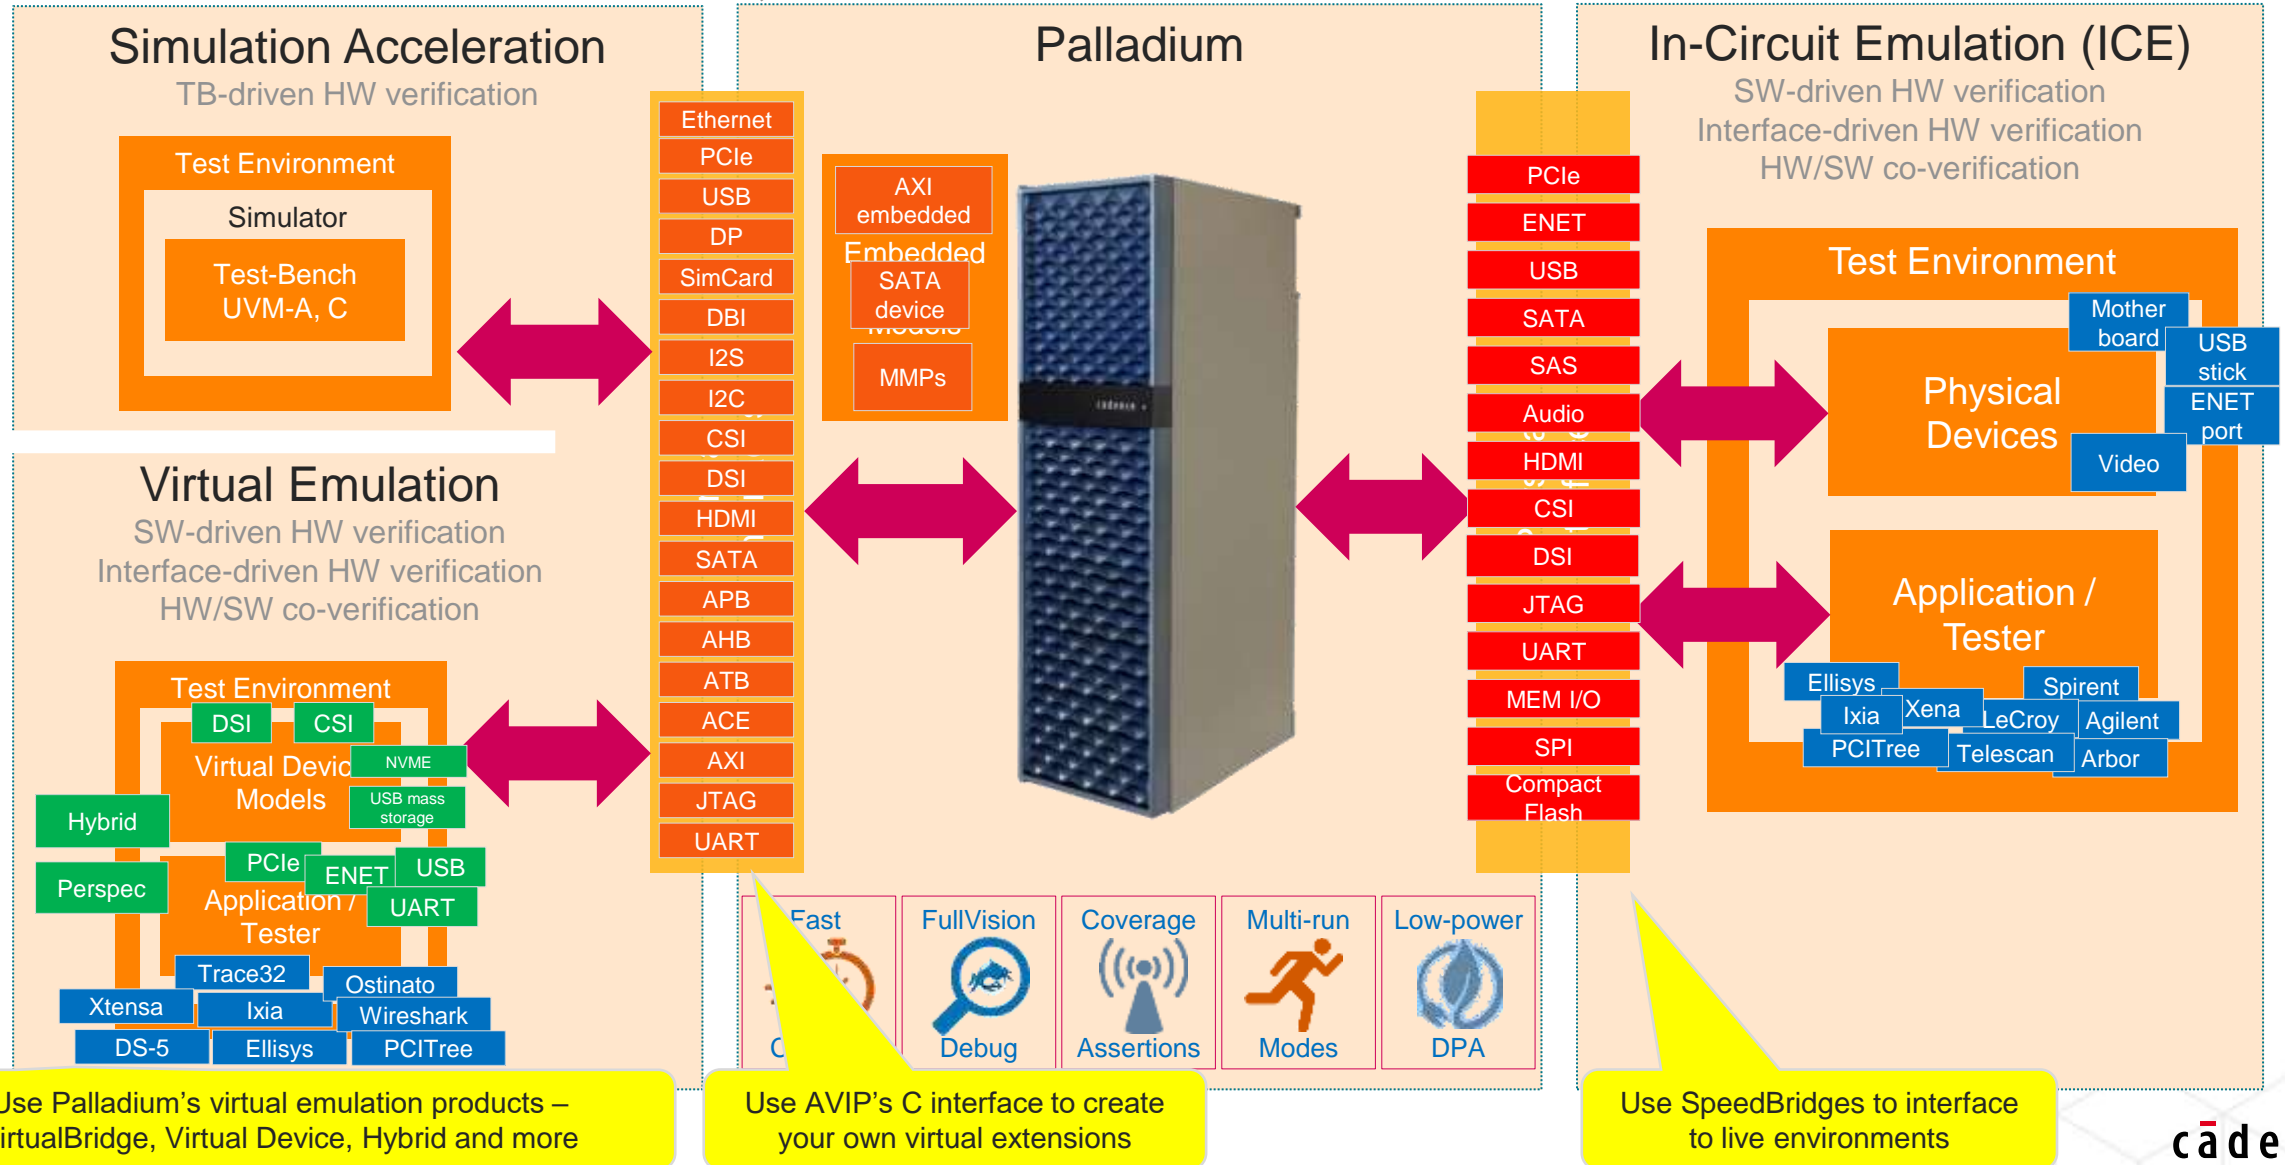 Simulation Acceleration
TB-driven HW verification
Test Environment
Simulator
Test-Bench
UVM-A, C
Virtual Emulation
SW-driven HW verification
Interface-driven HW verification
HW/SW co-verification
Test Environment
DSI
CSI
Virtual
Models
NVME
USB mass
storage
Hybrid
Perspec
PCIe
ENET
USB
UART
Application /
Tester
Trace32
Ostinato
Xtensa
Ixia
Wireshark
DS-5
Ellisys
PCITree
Use Palladium's virtual emulation products –
Virtual Device, Hybrid and more
Palladium
Ethernet
PCIe
USB
DP
SimCard
DBI
I2S
I2C
CSI
DSI
HDMI
SATA
APB
AHB
ATB
ACE
AXI
JTAG
UART
AXI
embedded
Embedded
SATA
device
Models
MMPs
cadence
Fast
FullVision
Debug
Coverage
Assertions
Multi-run
Modes
Low-power
DPA
Use AVIP's C interface to create
your own virtual extensions
In-Circuit Emulation (ICE)
SW-driven HW verification
Interface-driven HW verification
HW/SW co-verification
PCIe
ENET
USB
SATA
SAS
Audio
HDMI
CSI
DSI
JTAG
UART
MEM I/O
SPI
Compact
Flash
Test Environment
Mother
board
USB
stick
ENET
port
Physical
Devices
Video
Application /
Tester
Ellisys
Spirent
Ixia
Xena
LeCroy
Agilent
PCITree
Telescan
Arbor
Use SpeedBridges to interface
to live environments
cāde